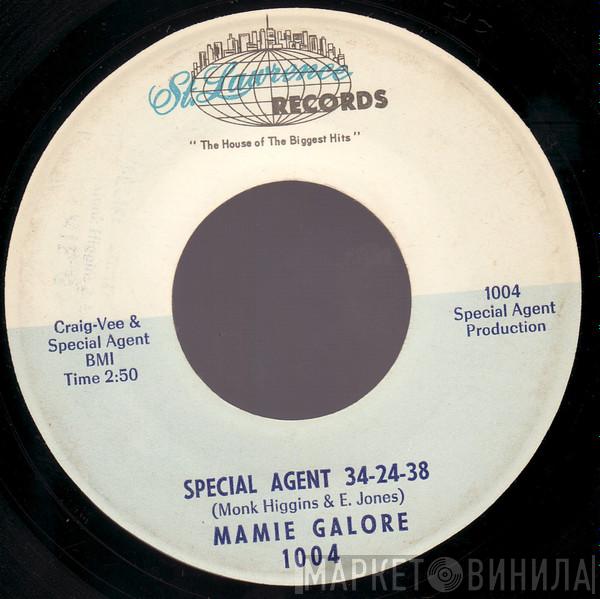 St. Lawrence
RECORDS
"The House of The Biggest Hits"
Craig-Vee &
Special Agent
BMI
Time 2:50
1004
Special Agent
Production
SPECIAL AGENT 34-24-38
(Monk Higgins & E. Jones)
MAMIE GALORE
1004
МАРКЕТ ВИНИЛА